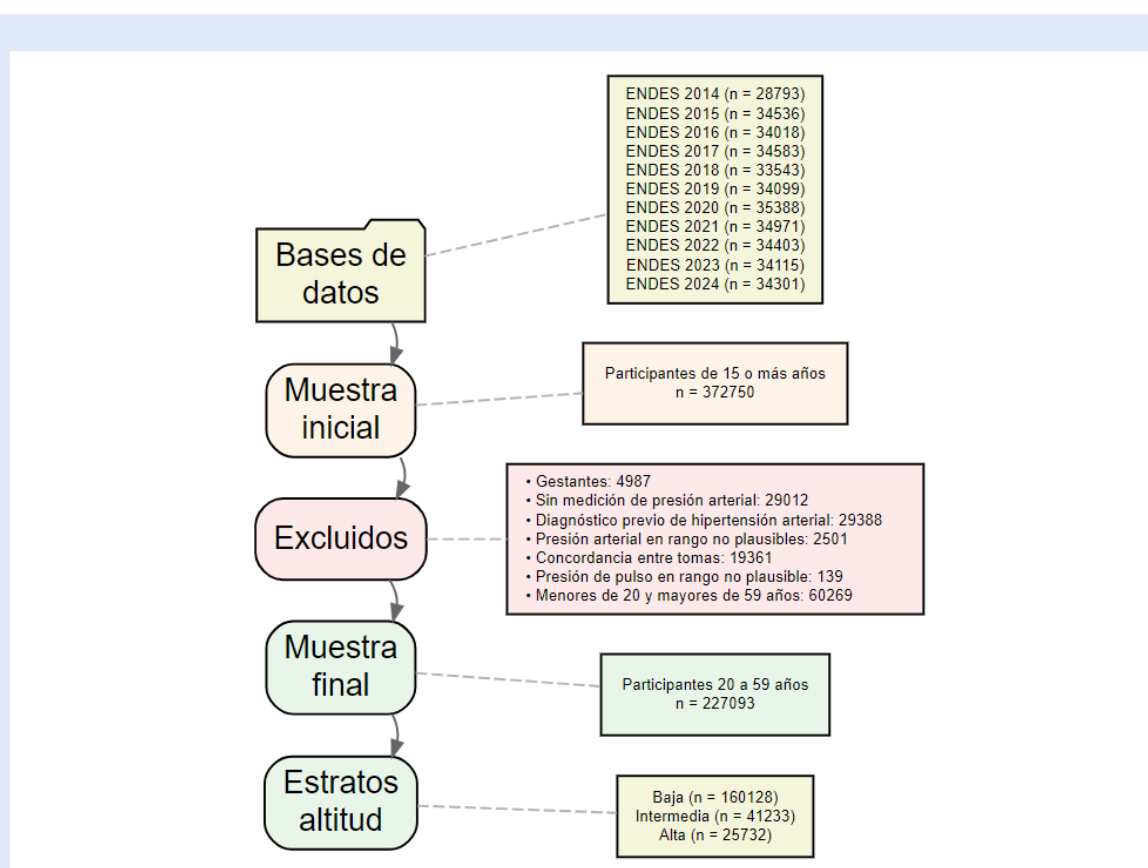 ENDES 2014 (n = 28793)
ENDES 2015 (n = 34536)
ENDES 2016 (n = 34018)
ENDES 2017 (n = 34583)
ENDES 2018 (n = 33543)
ENDES 2019 (n = 34099)
ENDES 2020 (n = 35388)
ENDES 2021 (n = 34971)
ENDES 2022 (n = 34403)
ENDES 2023 (n = 34115)
ENDES 2024 (n = 34301)
Bases de
datos
Muestra
inicial
Participantes de 15 o más años
n = 372750
Excluidos
• Gestantes: 4987
• Sin medición de presión arterial: 29012
• Diagnóstico previo de hipertensión arterial: 29388
• Presión arterial en rango no plausibles: 2501
• Concordancia entre tomas: 19361
• Presión de pulso en rango no plausible: 139
• Menores de 20 y mayores de 59 años: 60269
Muestra
final
Participantes 20 a 59 años
n = 227093
Estratos
altitud
Baja (n = 160128)
Intermedia (n = 41233)
Alta (n = 25732)